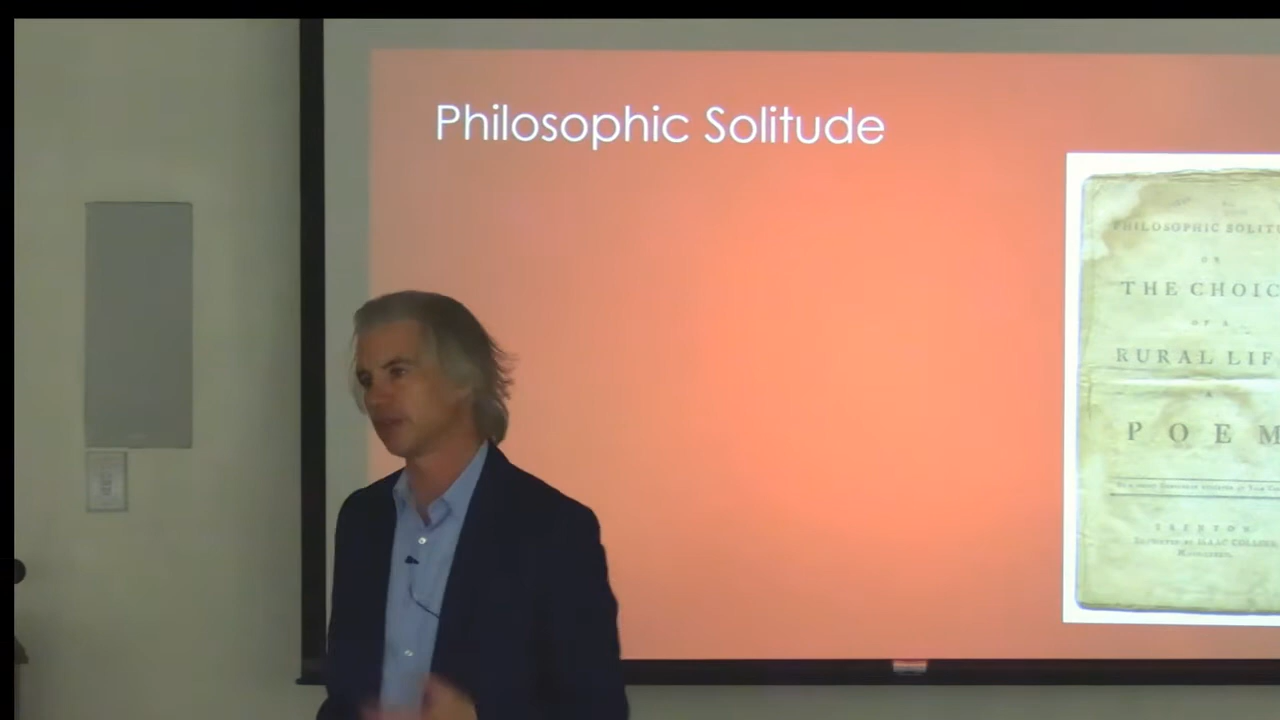 Philosophic Solitude
PHILOSOPHIC SOLITU
OR
THE CHOIC
OF A
RURAL LIF
A
POEM